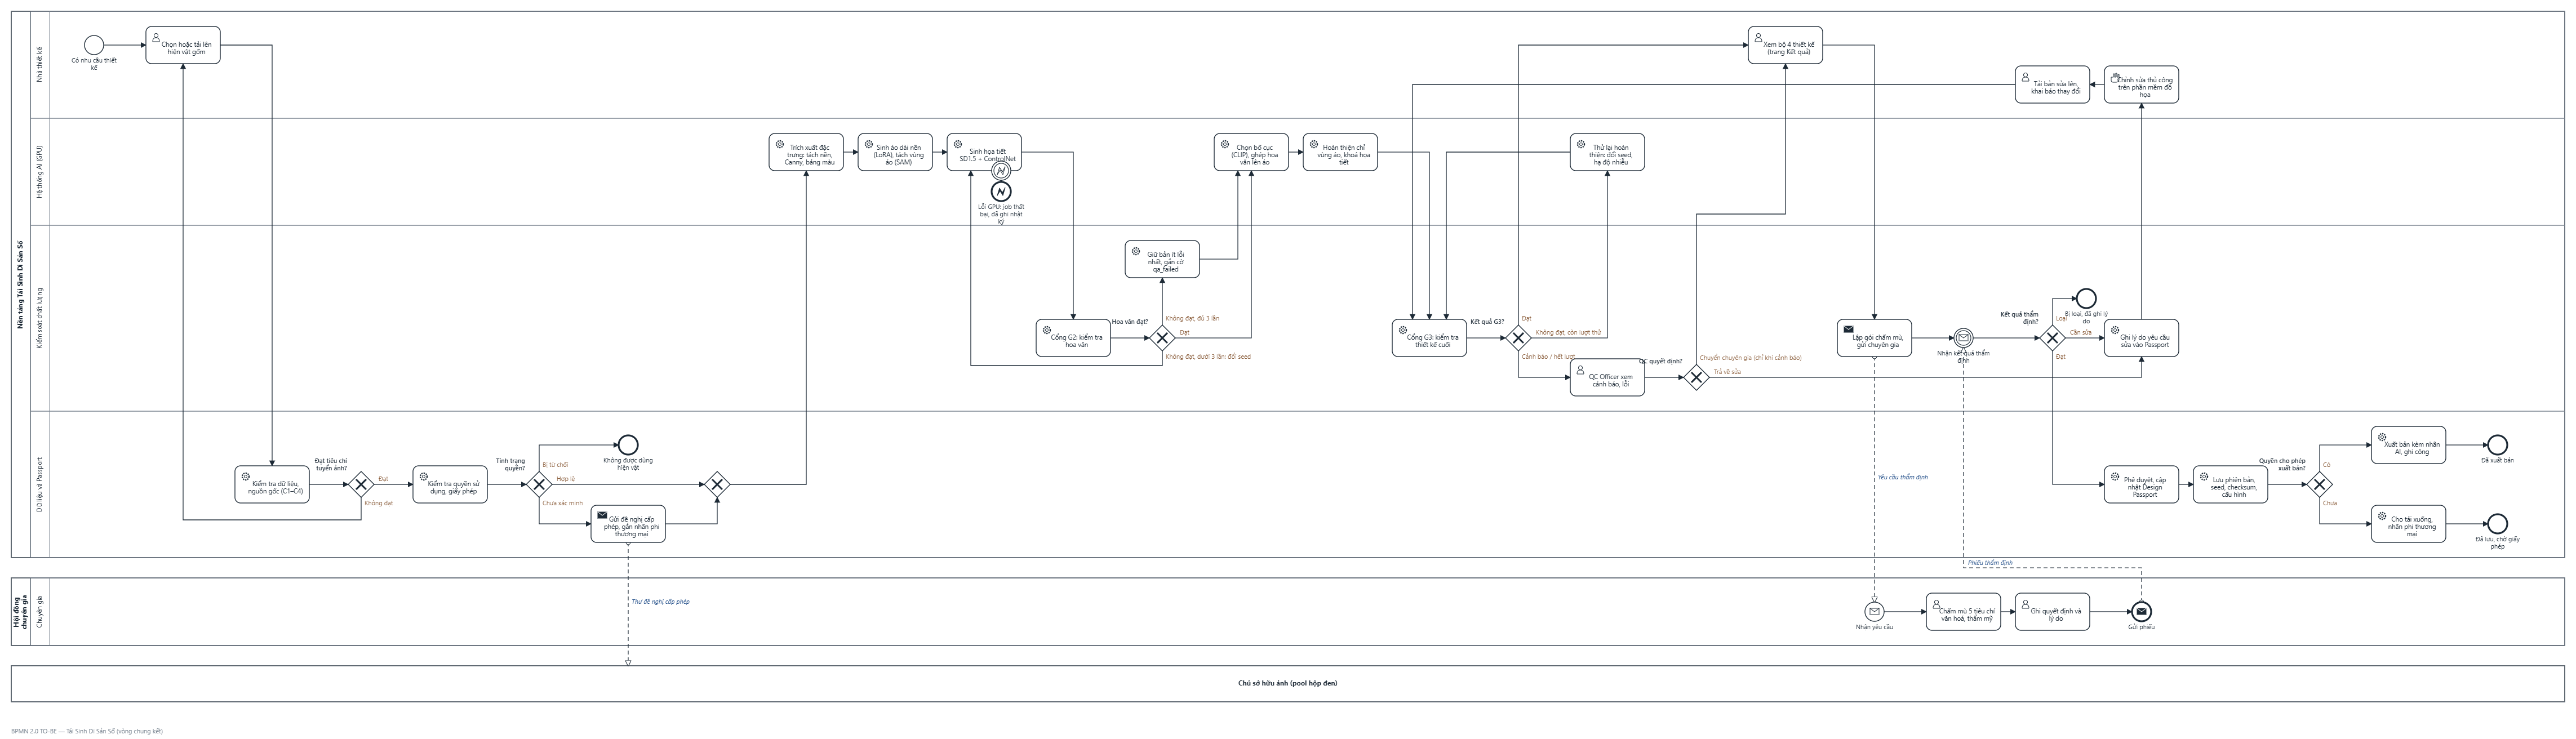 Nền tảng Tái Sinh Di Sản Số
Nhà thiết kế
Có nhu cầu thiết
kế
Chọn hoặc tải lên
hiện vật gốm
Xem bộ 4 thiết kế
(trang Kết quả)
Tải bản sửa lên,
khai báo thay đổi
Chỉnh sửa thủ công
trên phần mềm đồ
họa
Hệ thống AI (GPU)
Trích xuất đặc
trưng: tách nền,
Canny, bảng màu
Sinh áo dài nền
(LoRA), tách vùng
áo (SAM)
Sinh họa tiết
SD1.5 + ControlNet
Lỗi GPU: job thất
bại, đã ghi nhật
ký
Chọn bố cục
(CLIP), ghép hoa
văn lên áo
Hoàn thiện chỉ
vùng áo, khoá họa
tiết
Thử lại hoàn
thiện: đổi seed,
hạ độ nhiễu
Kiểm soát chất lượng
Giữ bản ít lỗi
nhất, gắn cờ
qa_failed
Cổng G2: kiểm tra
hoa văn
Hoa văn đạt?
Không đạt, đủ 3 lần
Đạt
Không đạt, dưới 3 lần: đổi seed
Cổng G3: kiểm tra
thiết kế cuối
Kết quả G3?
Đạt
Không đạt, còn lượt thử
Cảnh báo / hết lượt
QC Officer xem
cảnh báo, lỗi
QC quyết định?
Chuyển chuyên gia (chỉ khi cảnh báo)
Trả về sửa
Lập gói chấm mù,
gửi chuyên gia
Nhận kết quả thẩm
định
Kết quả thẩm
định?
Loại
Bị loại, đã ghi lý
do
Cần sửa
Đạt
Ghi lý do yêu cầu
sửa vào Passport
Dữ liệu và Passport
Kiểm tra dữ liệu,
nguồn gốc (C1–C4)
Đạt tiêu chí
tuyển ảnh?
Đạt
Không đạt
Kiểm tra quyền sử
dụng, giấy phép
Tình trạng
quyền?
Bị từ chối
Hợp lệ
Chưa xác minh
Không được dùng
hiện vật
Gửi đề nghị cấp
phép, gắn nhãn phi
thương mại
Yêu cầu thẩm định
Phê duyệt, cập
nhật Design
Passport
Lưu phiên bản,
seed, checksum,
cấu hình
Quyền cho phép
xuất bản?
Có
Chưa
Xuất bản kèm nhãn
AI, ghi công
Đã xuất bản
Cho tải xuống,
nhãn phi thương
mại
Đã lưu, chờ giấy
phép
Phiếu thẩm định
Hội đồng
chuyên gia
Chuyên gia
Thư đề nghị cấp phép
Nhận yêu cầu
Chấm mù 5 tiêu chí
văn hoá, thẩm mỹ
Ghi quyết định và
lý do
Gửi phiếu
Chủ sở hữu ảnh (pool hộp đen)
BPMN 2.0 TO-BE — Tái Sinh Di Sản Số (vòng chung kết)